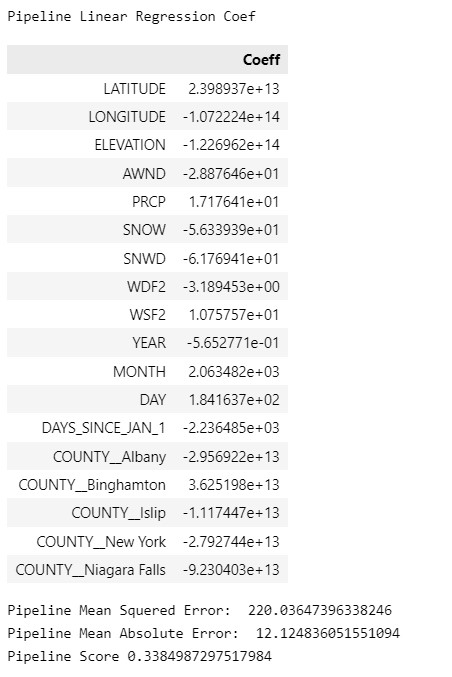 Pipeline Linear Regression Coef
Coeff
LATITUDE 2.398937e+13
LONGITUDE -1.072224e+14
ELEVATION -1.226962e+14
AWND -2.887646e+01
PRCP 1.717641e+01
SNOW -5.633939e+01
SNWD -6.176941e+01
WDF2 -3.189453e+00
WSF2 1.075757e+01
YEAR -5.652771e-01
MONTH 2.063482e+03
DAY 1.841637e+02
DAYS_SINCE_JAN_1 -2.236485e+03
COUNTY__Albany -2.956922e+13
COUNTY__Binghamton 3.625198e+13
COUNTY__Islip -1.117447e+13
COUNTY__New York -2.792744e+13
COUNTY__Niagara Falls -9.230403e+13
Pipeline Mean Squered Error:  220.03647396338246
Pipeline Mean Absolute Error:  12.124836051551094
Pipeline Score 0.3384987297517984